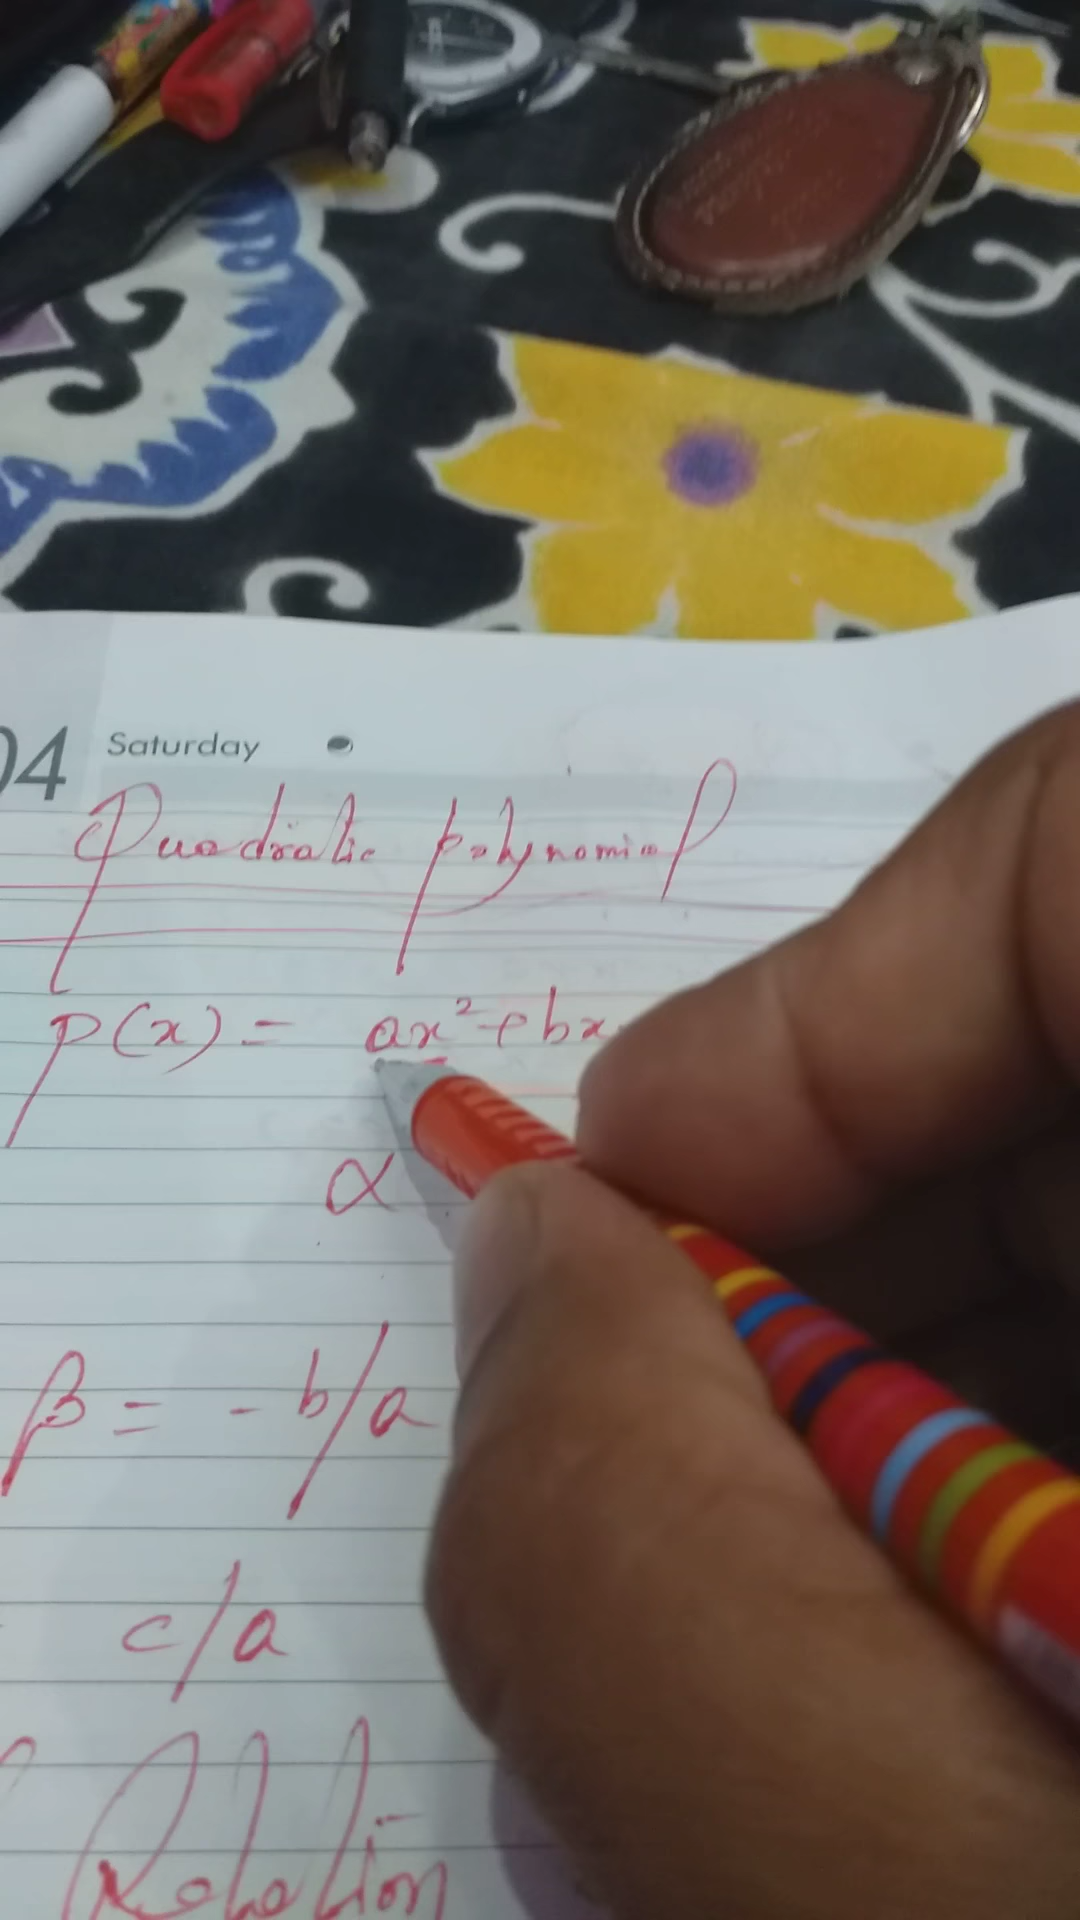 04 Saturday
Quadratic polynomial
p(x) = ax²+bx
α
β = - b/a
c/a
Relation